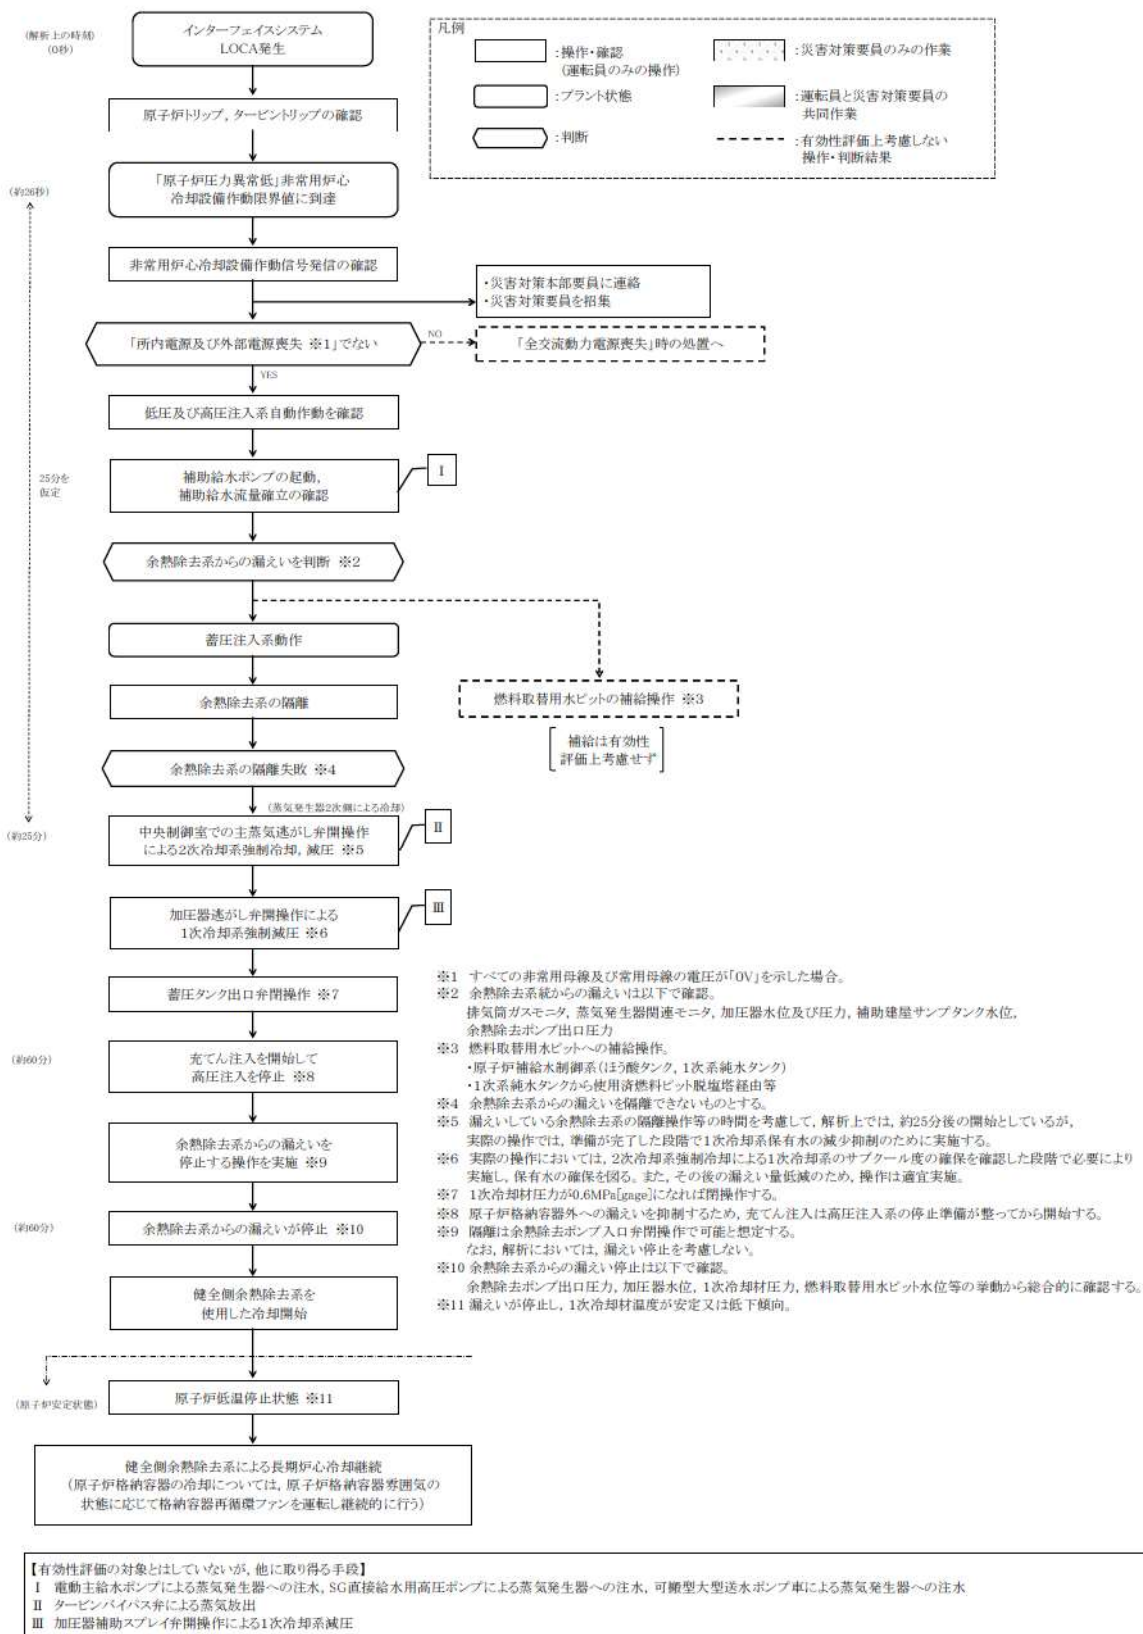 (解析上の時刻)
(0秒)
インターフェイスシステム
LOCA発生
凡例
:操作・確認
(運転員のみの操作)
:プラント状態
:判断
:災害対策要員のみの作業
:運転員と災害対策要員の
共同作業
:有効性評価上考慮しない
操作・判断結果
原子炉トリップ，タービントリップの確認
(約26秒)
「原子炉圧力異常低」非常用炉心
冷却設備作動限界値に到達
非常用炉心冷却設備作動信号発信の確認
・災害対策本部要員に連絡
・災害対策要員を招集
「所内電源及び外部電源喪失 ※1」でない
NO
「全交流動力電源喪失」時の処置へ
YES
低圧及び高圧注入系自動作動を確認
25分を
仮定
補助給水ポンプの起動，
補助給水流量確立の確認
Ⅰ
余熱除去系からの漏えいを判断 ※2
蓄圧注入系動作
余熱除去系の隔離
燃料取替用水ピットの補給操作 ※3
補給は有効性
評価上考慮せず
余熱除去系の隔離失敗 ※4
(蒸気発生器2次側による冷却)
(約25分)
中央制御室での主蒸気逃がし弁開操作
による2次冷却系強制冷却，減圧 ※5
Ⅱ
加圧器逃がし弁開操作による
1次冷却系強制減圧 ※6
Ⅲ
蓄圧タンク出口弁閉操作 ※7
(約60分)
充てん注入を開始して
高圧注入を停止 ※8
余熱除去系からの漏えいを
停止する操作を実施 ※9
(約60分)
余熱除去系からの漏えいが停止 ※10
健全側余熱除去系を
使用した冷却開始
(原子炉安定状態)
原子炉低温停止状態 ※11
健全側余熱除去系による長期炉心冷却継続
(原子炉格納容器の冷却については，原子炉格納容器雰囲気の
状態に応じて格納容器再循環ファンを運転し継続的に行う)
※1 すべての非常用母線及び常用母線の電圧が「0V」を示した場合。
※2 余熱除去系統からの漏えいは以下で確認。
排気筒ガスモニタ，蒸気発生器関連モニタ，加圧器水位及び圧力，補助建屋サンプタンク水位，
余熱除去ポンプ出口圧力
※3 燃料取替用水ピットへの補給操作。
・原子炉補給水制御系(ほう酸タンク，1次系純水タンク)
・1次系純水タンクから使用済燃料ピット脱塩塔経由等
※4 余熱除去系からの漏えいを隔離できないものとする。
※5 漏えいしている余熱除去系の隔離操作等の時間を考慮して，解析上では，約25分後の開始としているが，
実際の操作では，準備が完了した段階で1次冷却系保有水の減少抑制のために実施する。
※6 実際の操作においては，2次冷却系強制冷却による1次冷却系のサブクール度の確保を確認した段階で必要により
実施し，保有水の確保を図る。また，その後の漏えい量低減のため，操作は適宜実施。
※7 1次冷却材圧力が0.6MPa[gage]になれば閉操作する。
※8 原子炉格納容器外への漏えいを抑制するため，充てん注入は高圧注入系の停止準備が整ってから開始する。
※9 隔離は余熱除去ポンプ入口弁閉操作で可能と想定する。
なお，解析においては，漏えい停止を考慮しない。
※10 余熱除去系からの漏えい停止は以下で確認。
余熱除去ポンプ出口圧力，加圧器水位，1次冷却材圧力，燃料取替用水ピット水位等の挙動から総合的に確認する。
※11 漏えいが停止し，1次冷却材温度が安定又は低下傾向。
【有効性評価の対象とはしていないが，他に取り得る手段】
Ⅰ 電動主給水ポンプによる蒸気発生器への注水，SG直接給水用高圧ポンプによる蒸気発生器への注水，可搬型大型送水ポンプ車による蒸気発生器への注水
Ⅱ タービンバイパス弁による蒸気放出
Ⅲ 加圧器補助スプレイ弁開操作による1次冷却系減圧